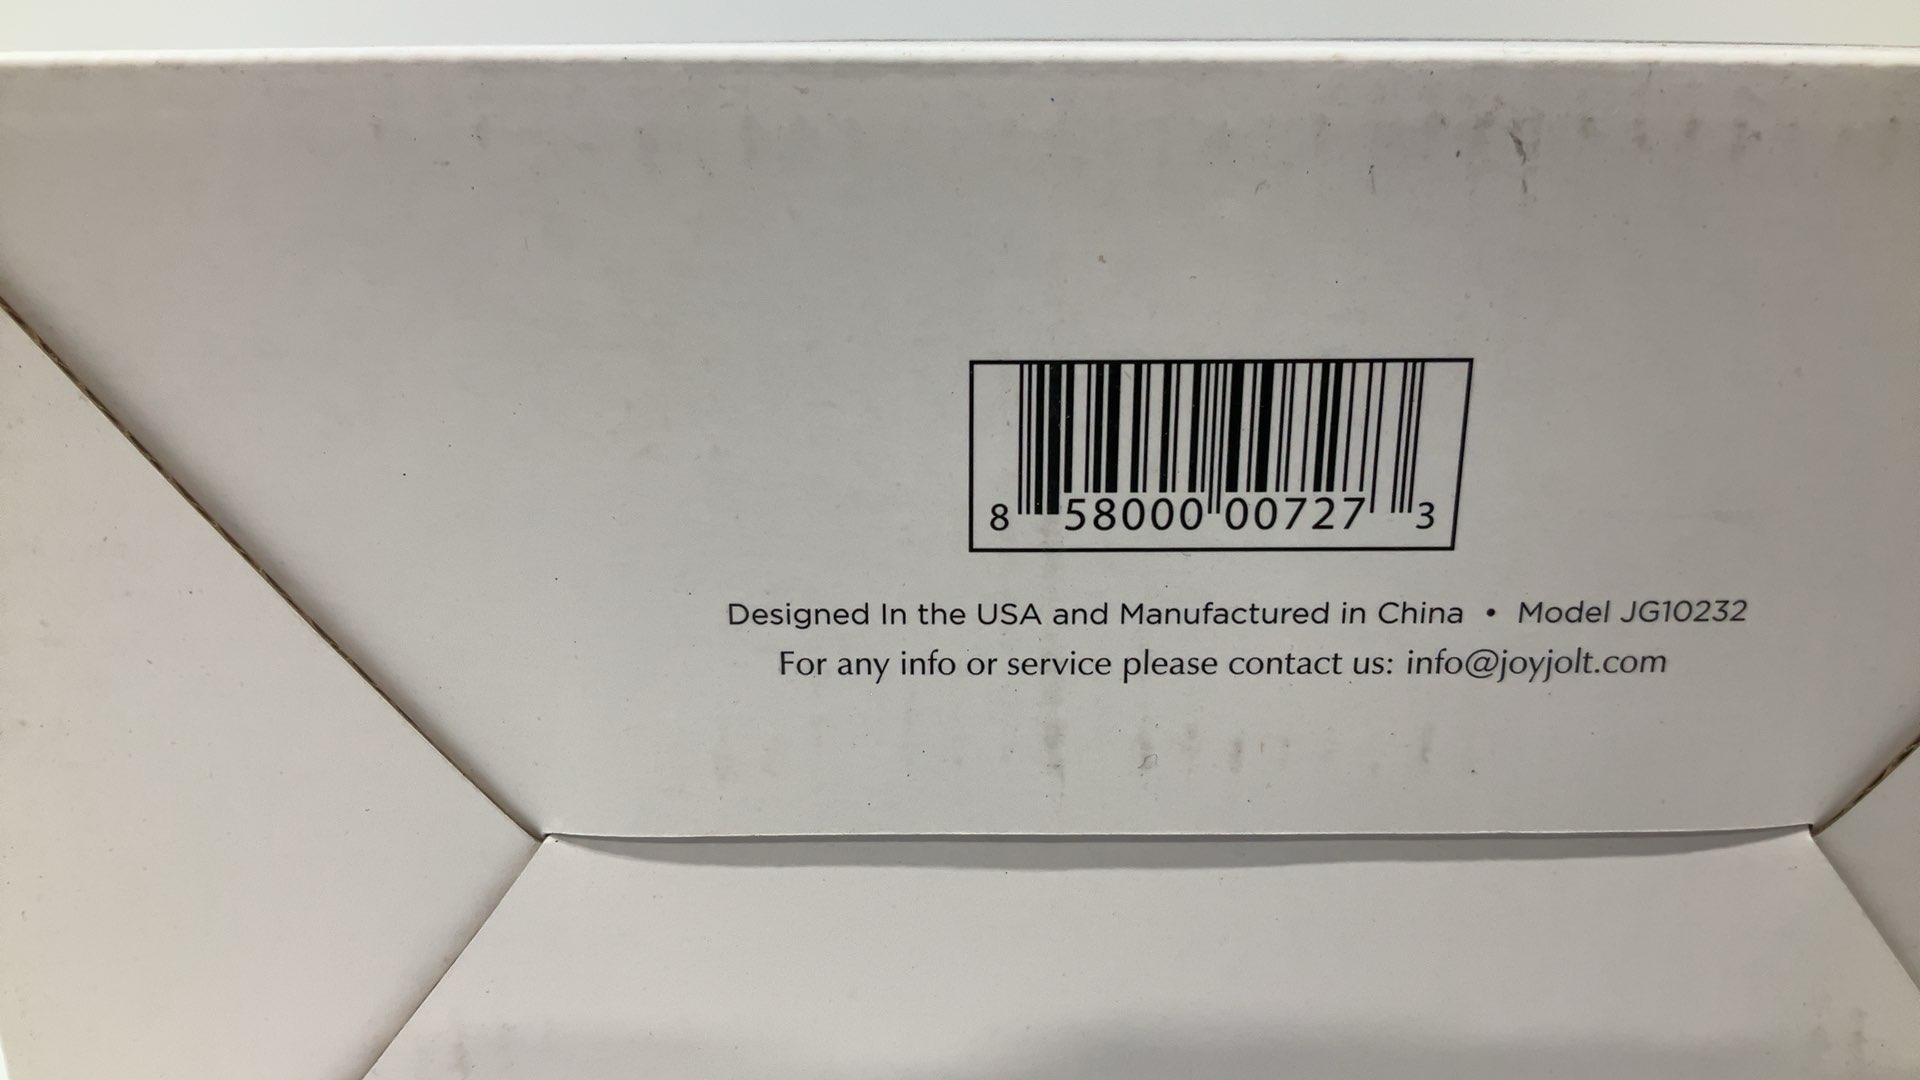 8 58000 00727 3
Designed In the USA and Manufactured in China • Model JG10232
For any info or service please contact us: info@joyjolt.com